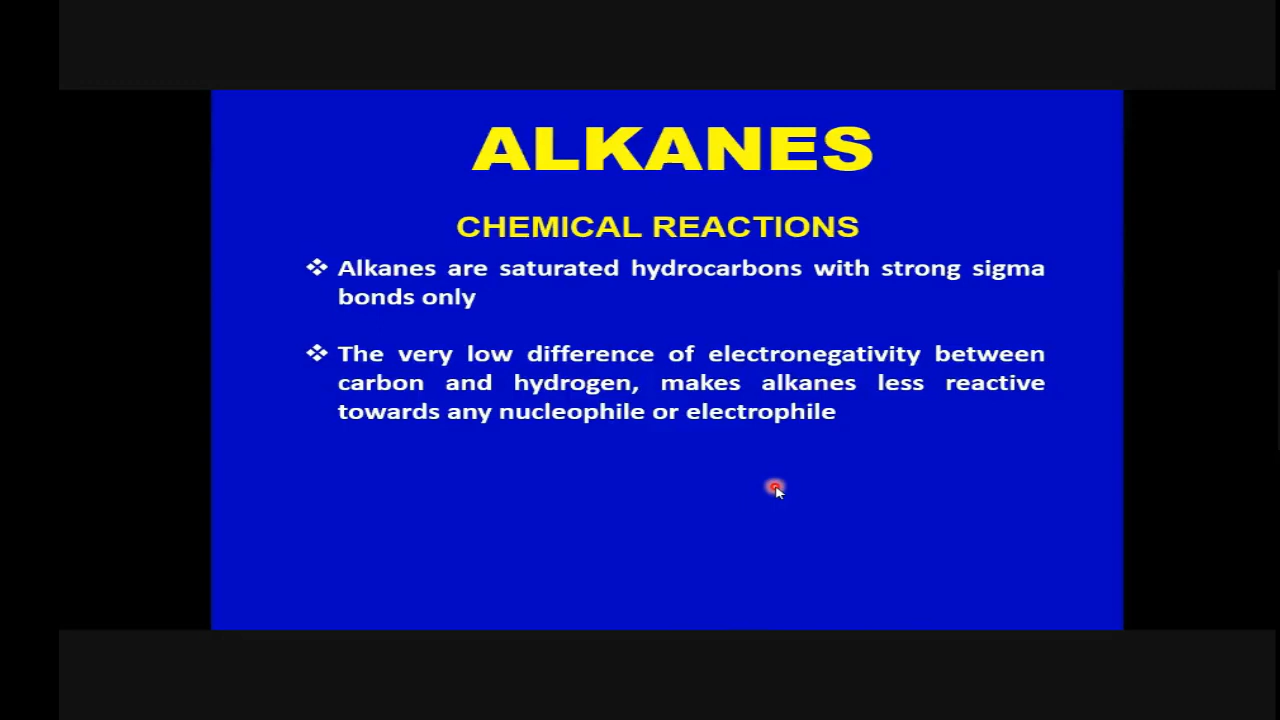 ALKANES
CHEMICAL REACTIONS
❖ Alkanes are saturated hydrocarbons with strong sigma
bonds only
❖ The very low difference of electronegativity between
carbon and hydrogen, makes alkanes less reactive
towards any nucleophile or electrophile